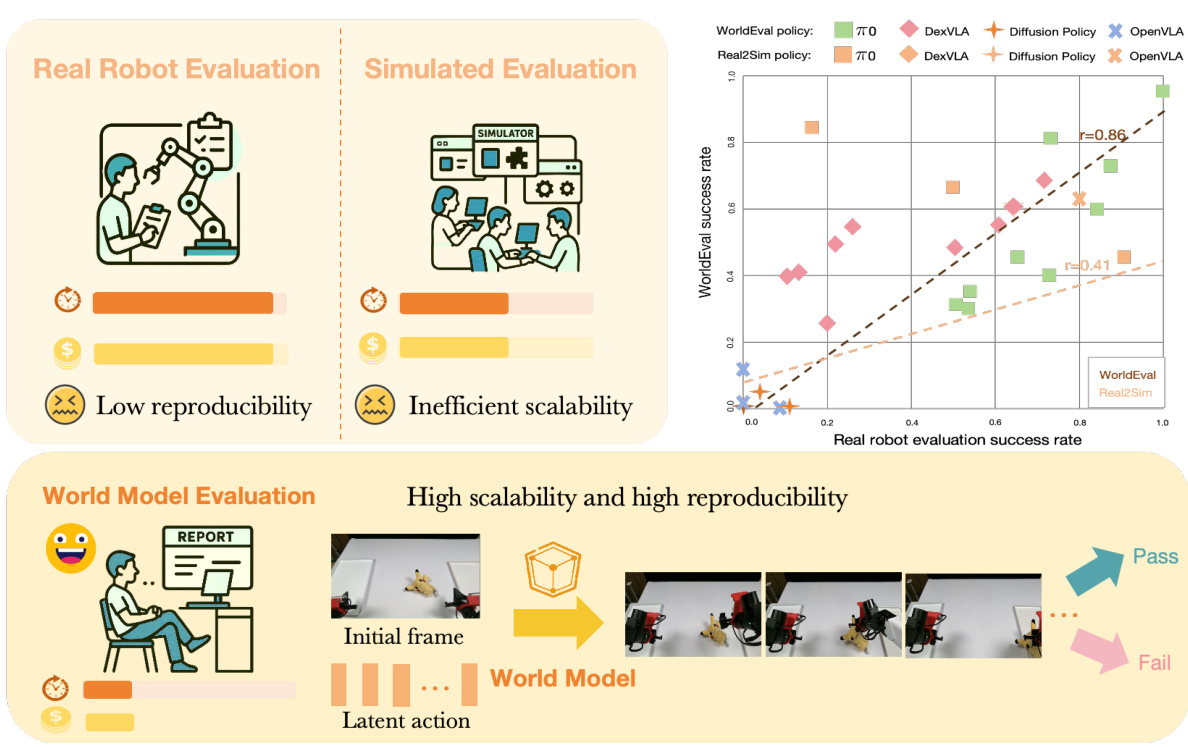 Real Robot Evaluation
Simulated Evaluation
SIMULATOR
$
$
Low reproducibility
Inefficient scalability
WorldEval policy: π0 DexVLA Diffusion Policy OpenVLA
Real2Sim policy: π0 DexVLA Diffusion Policy OpenVLA
WorldEval success rate
1.0
0.8
0.6
0.4
0.2
0.0
r=0.86
r=0.41
WorldEval
Real2Sim
0.0 0.2 0.4 0.6 0.8 1.0
Real robot evaluation success rate
World Model Evaluation
High scalability and high reproducibility
REPORT
$
Initial frame
Latent action
World Model
Pass
Fail